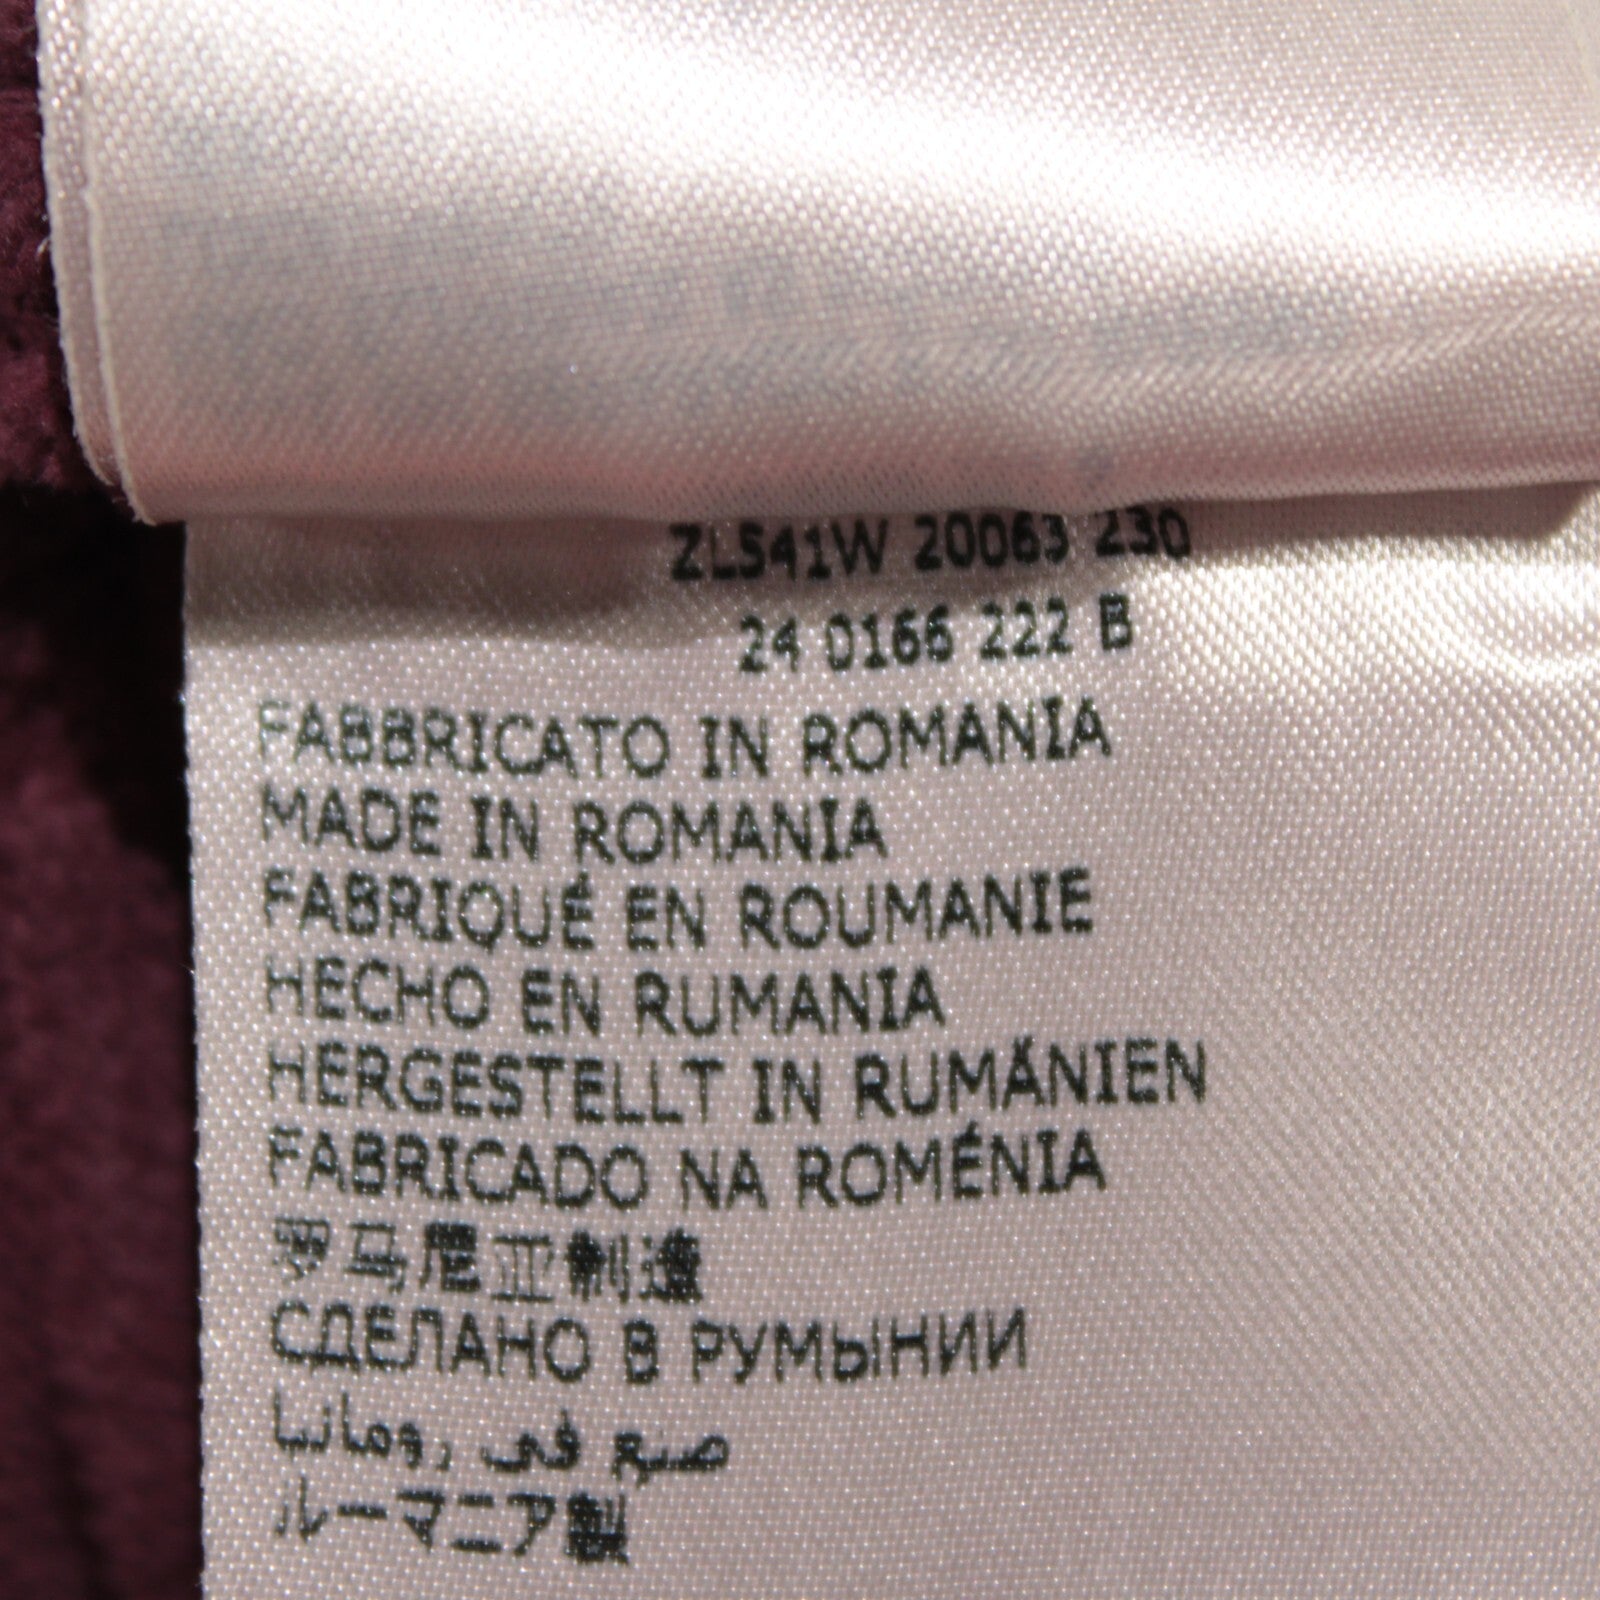 ZL541W 20063 230
24 0166 222 B
FABBRICATO IN ROMANIA
MADE IN ROMANIA
FABRIQUÉ EN ROUMANIE
HECHO EN RUMANIA
HERGESTELLT IN RUMÄNIEN
FABRICADO NA ROMÉNIA
罗马尼亚制造
СДЕЛАНО В РУМЫНИИ
صنع في رومانيا
ルーマニア製